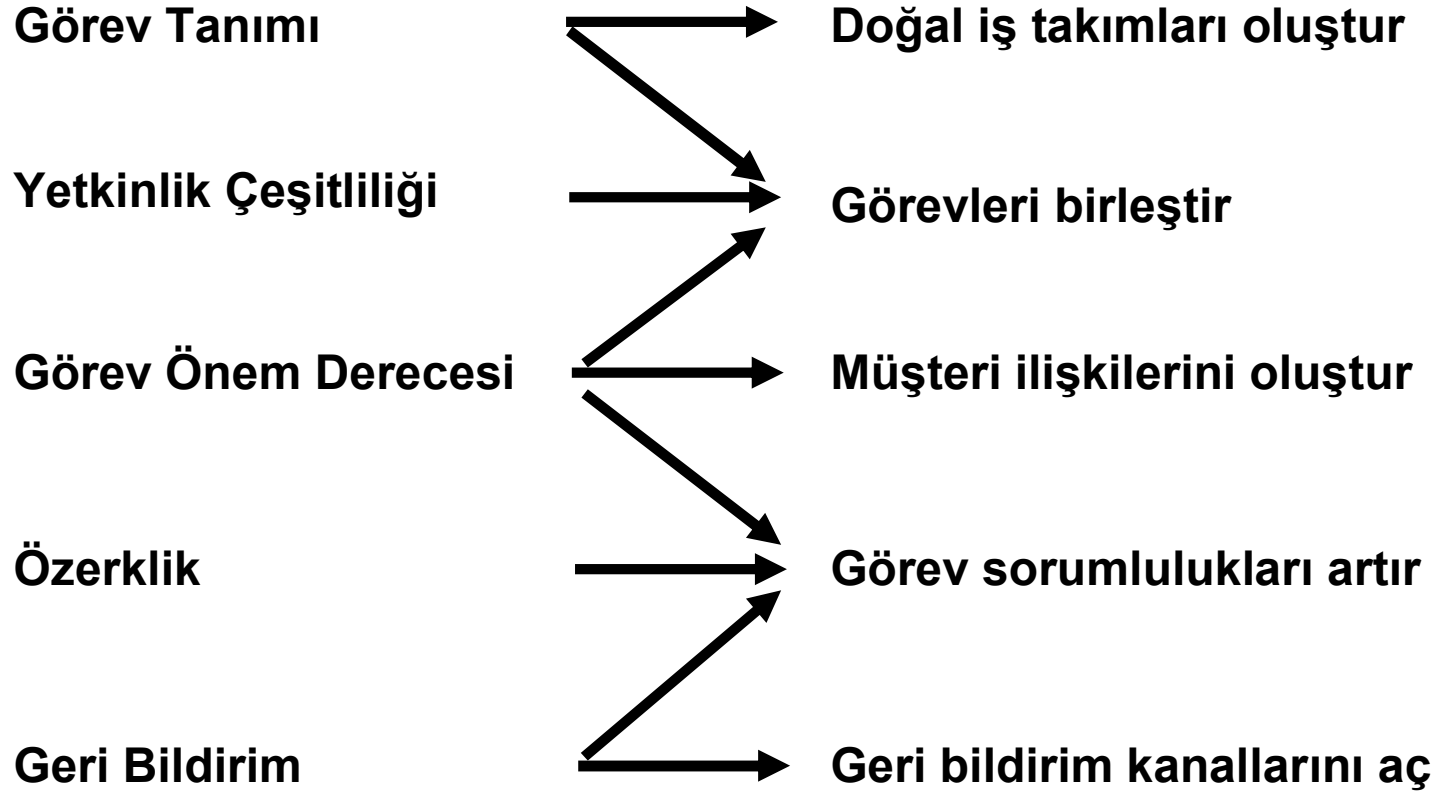 Görev Tanımı
Doğal iş takımları oluştur
Yetkinlik Çeşitliliği
Görevleri birleştir
Görev Önem Derecesi
Müşteri ilişkilerini oluştur
Özerklik
Görev sorumlulukları artır
Geri Bildirim
Geri bildirim kanallarını aç